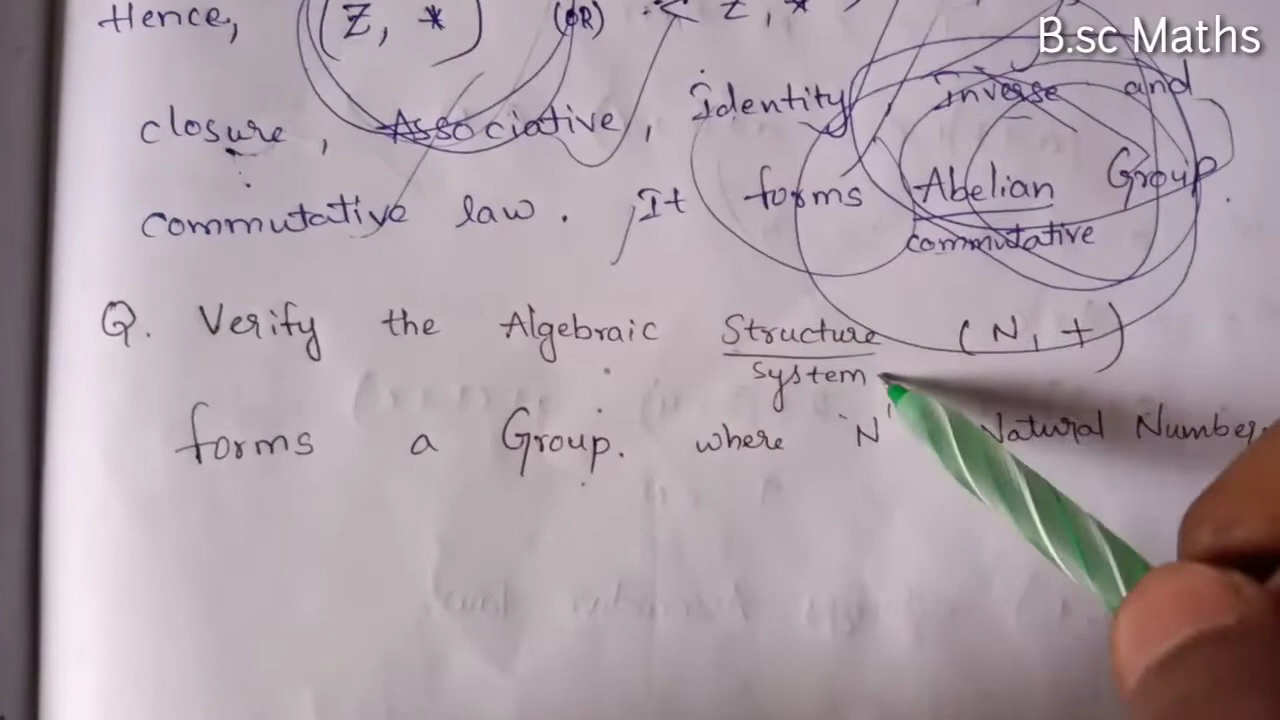 B.sc Maths
Hence, (Z, *) (OR) < Z, *
closure, Associative, Identity Inverse and
commutative law. It forms Abelian Group.
commutative
Q. Verify the Algebraic Structure (N, +)
System
forms a Group. where 'N' Natural Number